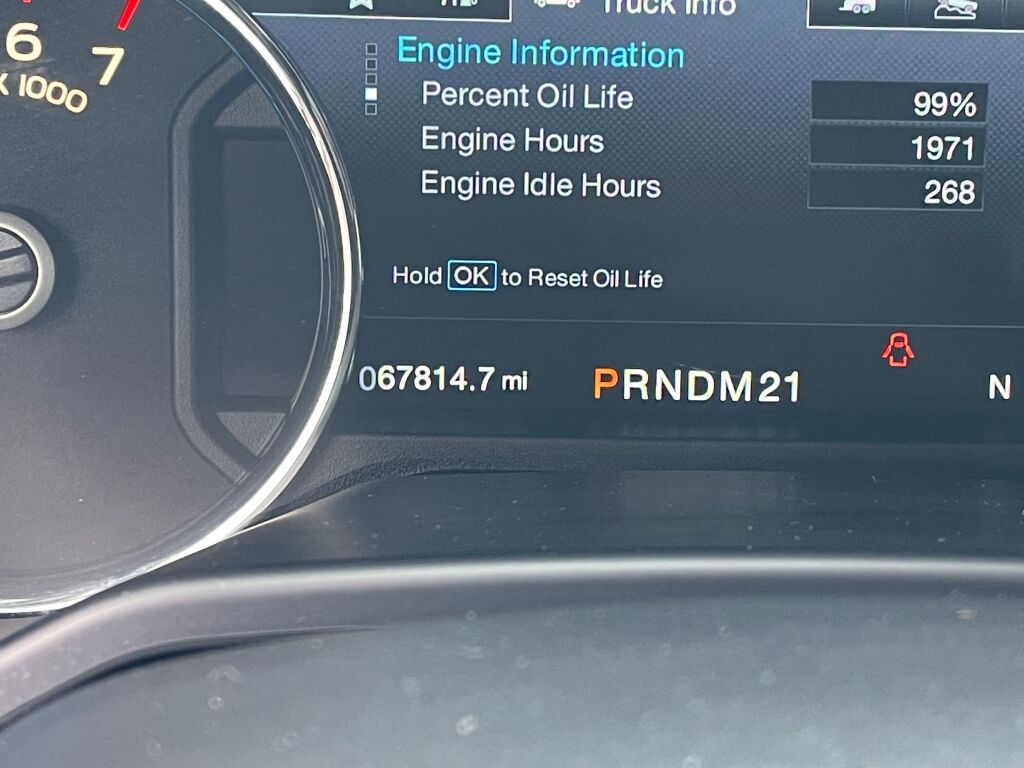 Truck Info
6
7
x 1000
Engine Information
Percent Oil Life 99%
Engine Hours 1971
Engine Idle Hours 268
Hold OK to Reset Oil Life
067814.7 mi PRNDM21 N